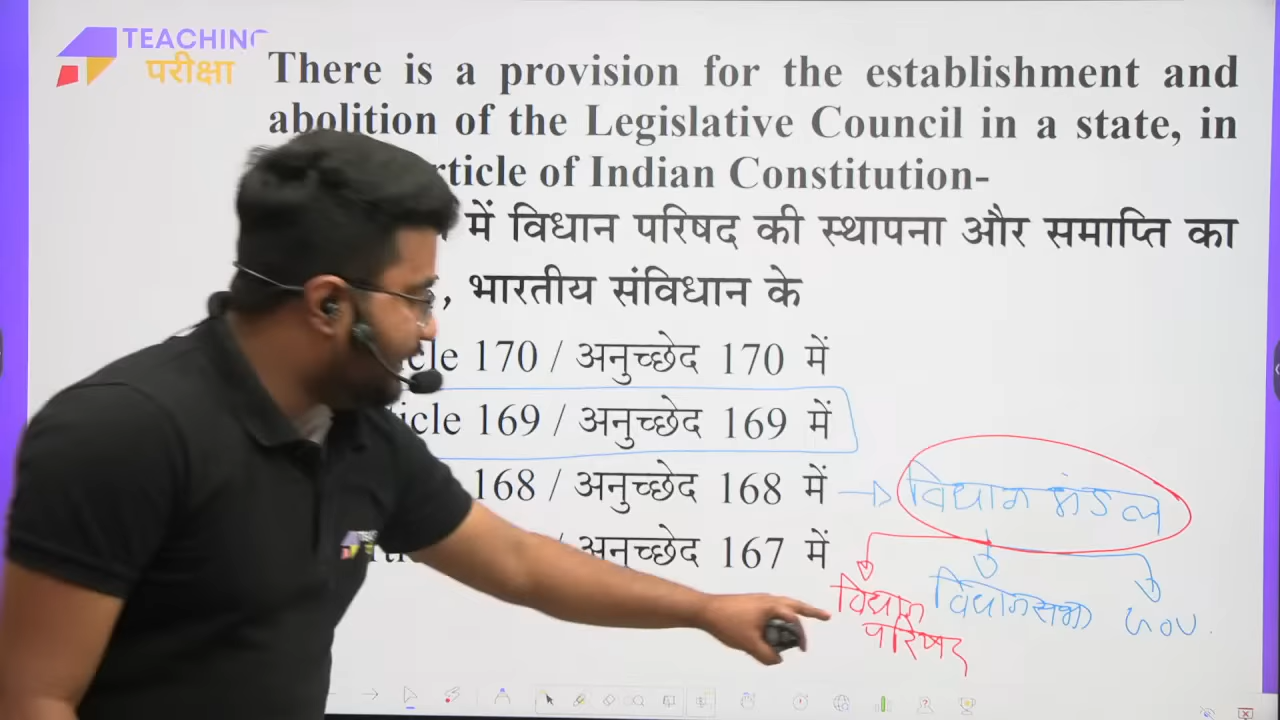 TEACHING
परीक्षा
There is a provision for the establishment and
abolition of the Legislative Council in a state, in
rticle of Indian Constitution-
में विधान परिषद की स्थापना और समाप्ति का
, भारतीय संविधान के
cle 170 / अनुच्छेद 170 में
ticle 169 / अनुच्छेद 169 में
168 / अनुच्छेद 168 में
विधान मंडल
अनुच्छेद 167 में
विधान परिषद
विधानसभा
Gov.